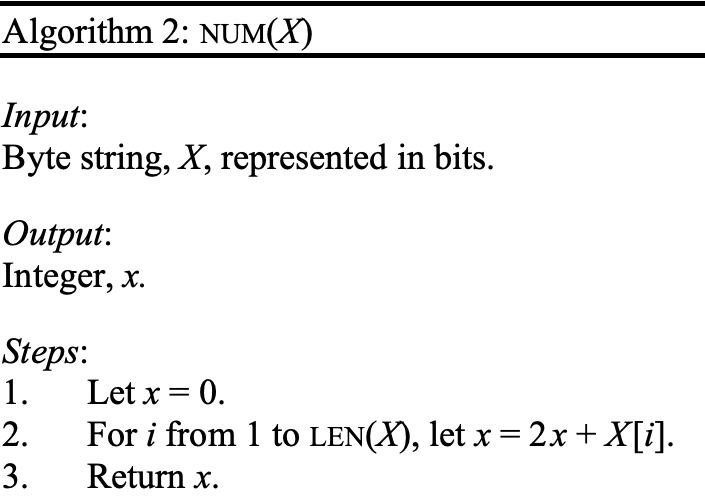 Algorithm 2: NUM(X)
Input:
Byte string, X, represented in bits.
Output:
Integer, x.
Steps:
1. Let x = 0.
2. For i from 1 to LEN(X), let x = 2x + X[i].
3. Return x.